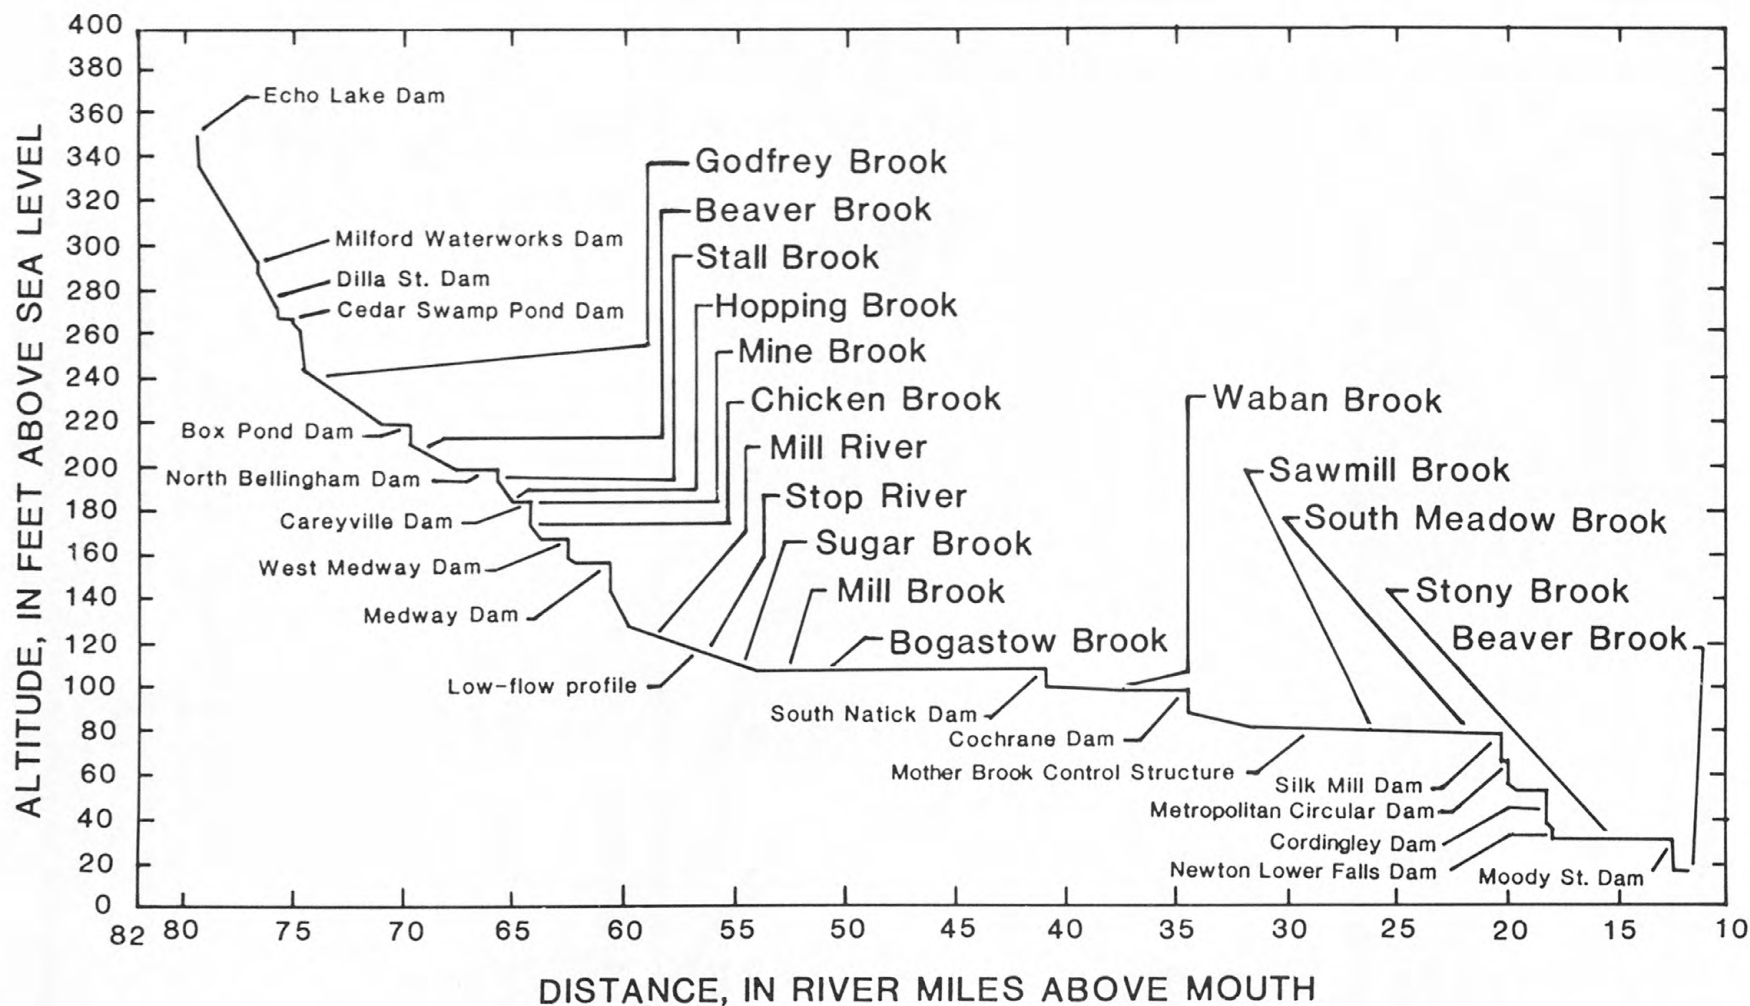 400
380
360
340
320
300
280
260
240
220
200
180
160
140
120
100
80
60
40
20
0
ALTITUDE, IN FEET ABOVE SEA LEVEL
Echo Lake Dam
Godfrey Brook
Beaver Brook
Milford Waterworks Dam
Stall Brook
Dilla St. Dam
Hopping Brook
Cedar Swamp Pond Dam
Mine Brook
Chicken Brook
Waban Brook
Box Pond Dam
Mill River
North Bellingham Dam
Sawmill Brook
Stop River
Careyville Dam
South Meadow Brook
Sugar Brook
West Medway Dam
Mill Brook
Stony Brook
Medway Dam
Bogastow Brook
Beaver Brook
Low-flow profile
South Natick Dam
Cochrane Dam
Mother Brook Control Structure
Silk Mill Dam
Metropolitan Circular Dam
Cordingley Dam
Newton Lower Falls Dam
Moody St. Dam
82 80 75 70 65 60 55 50 45 40 35 30 25 20 15 10
DISTANCE, IN RIVER MILES ABOVE MOUTH